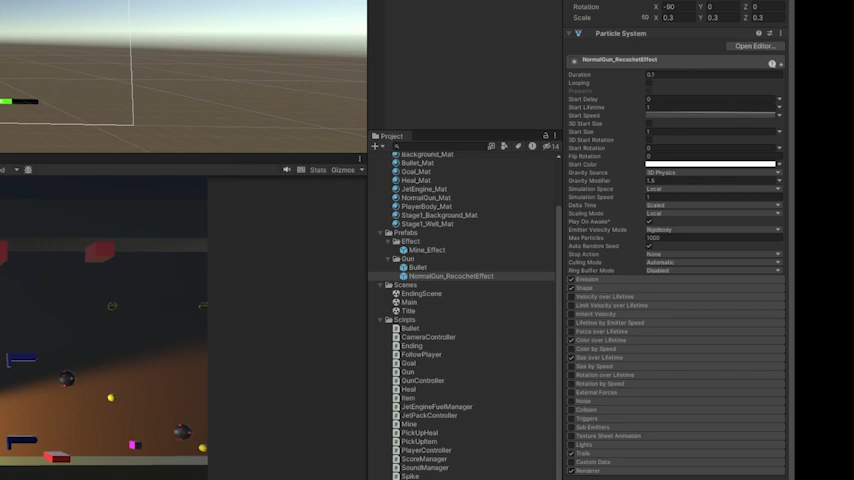 Rotation X -90 Y 0 Z 0
Scale X 0.3 Y 0.3 Z 0.3
Particle System
Open Editor...
NormalGun_RecochetEffect
Duration 0.1
Looping
Prewarm
Start Delay 0
Start Lifetime 1
Start Speed
3D Start Size
Start Size 1
3D Start Rotation
Start Rotation 0
Flip Rotation 0
Start Color
Gravity Source 3D Physics
Gravity Modifier 1.5
Simulation Space Local
Simulation Speed 1
Delta Time Scaled
Scaling Mode Local
Play On Awake*
Emitter Velocity Mode Rigidbody
Max Particles 1000
Auto Random Seed
Stop Action None
Culling Mode Automatic
Ring Buffer Mode Disabled
Emission
Shape
Velocity over Lifetime
Limit Velocity over Lifetime
Inherit Velocity
Lifetime by Emitter Speed
Force over Lifetime
Color over Lifetime
Color by Speed
Size over Lifetime
Size by Speed
Rotation over Lifetime
Rotation by Speed
External Forces
Noise
Collision
Triggers
Sub Emitters
Texture Sheet Animation
Lights
Trails
Custom Data
Renderer
Project
14
Background_Mat
Bullet_Mat
Goal_Mat
Heal_Mat
JetEngine_Mat
NormalGun_Mat
PlayerBody_Mat
Stage1_Background_Mat
Stage1_Well_Mat
Prefabs
Effect
Mine_Effect
Gun
Bullet
NormalGun_RecochetEffect
Scenes
EndingScene
Main
Title
Scripts
Bullet
CameraController
Ending
FollowPlayer
Goal
Gun
GunController
Heal
Item
JetEngineFuelManager
JetPackController
Mine
PickUpHeal
PickUpItem
PlayerController
ScoreManager
SoundManager
Spike
Stats Gizmos